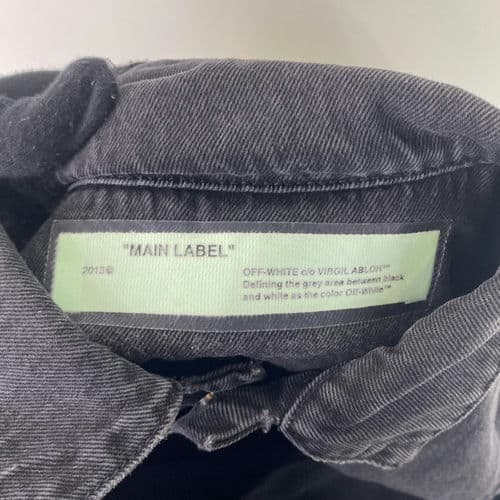 "MAIN LABEL"
2013©
OFF-WHITE c/o VIRGIL ABLOH™
Defining the grey area between black
and white as the color Off-White™